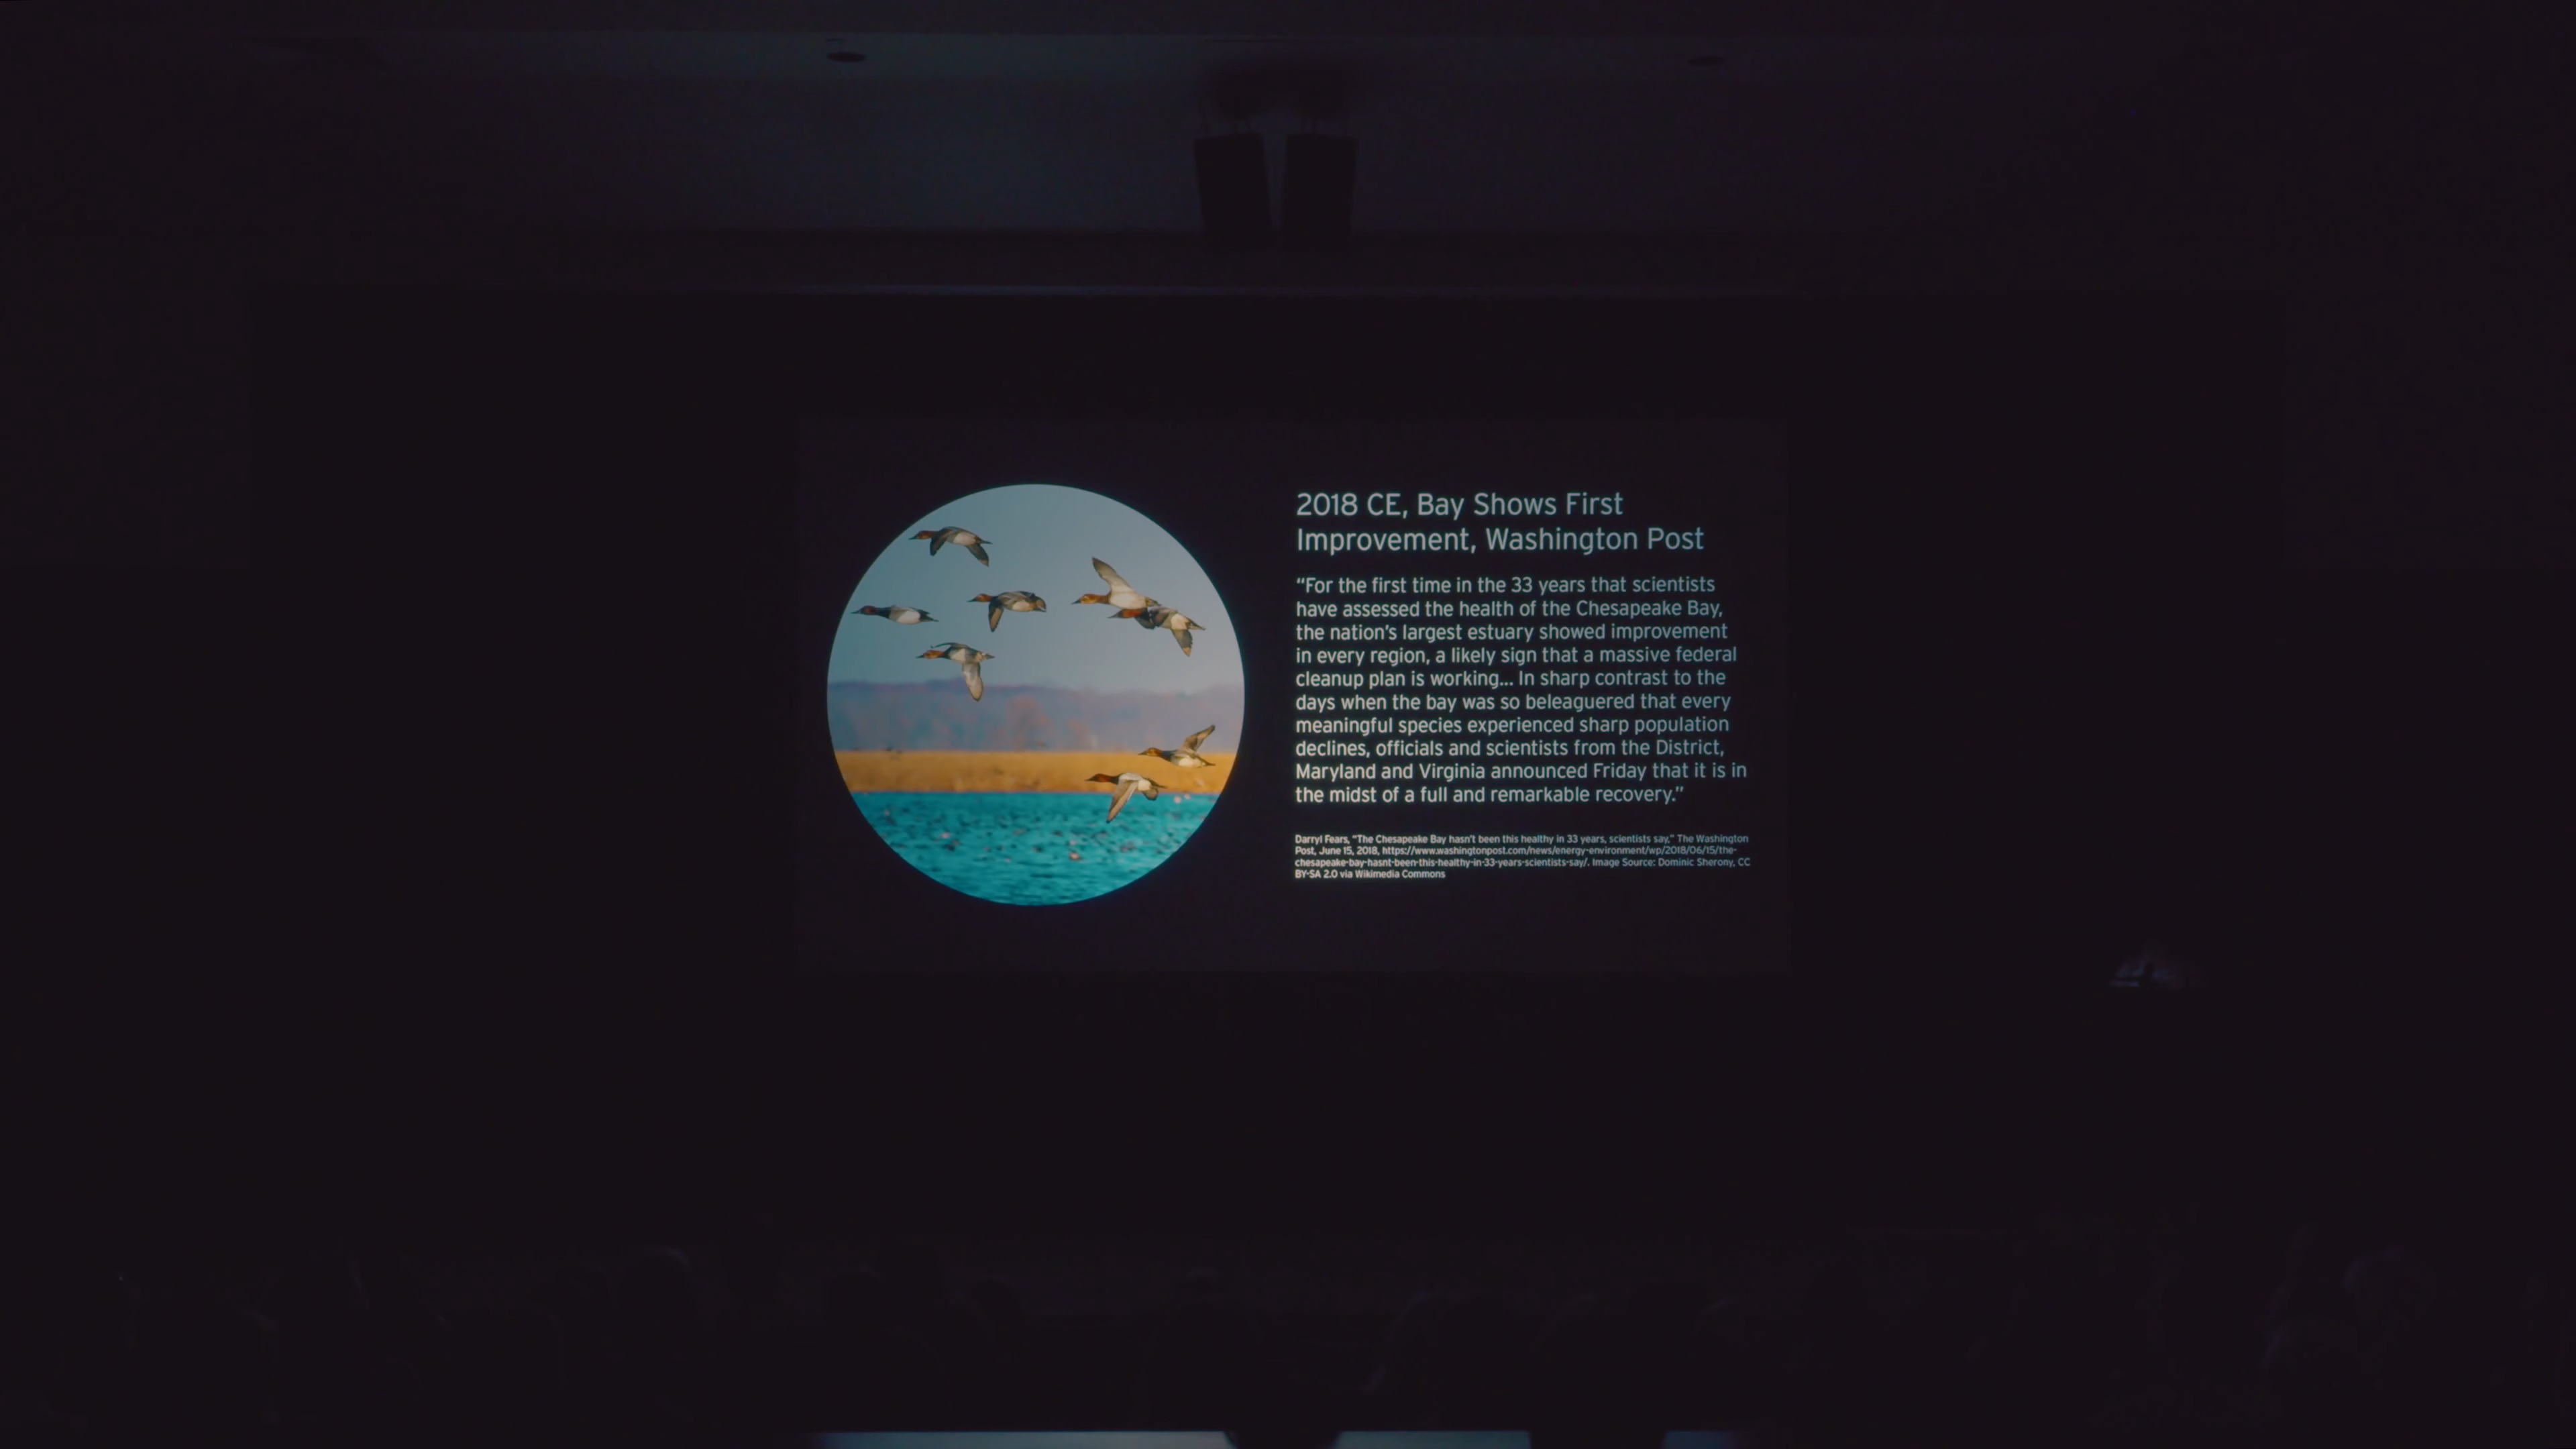 2018 CE, Bay Shows First
Improvement, Washington Post
“For the first time in the 33 years that scientists
have assessed the health of the Chesapeake Bay,
the nation’s largest estuary showed improvement
in every region, a likely sign that a massive federal
cleanup plan is working... In sharp contrast to the
days when the bay was so beleaguered that every
meaningful species experienced sharp population
declines, officials and scientists from the District,
Maryland and Virginia announced Friday that it is in
the midst of a full and remarkable recovery.”
Darryl Fears, “The Chesapeake Bay hasn’t been this healthy in 33 years, scientists say,” The Washington
Post, June 15, 2018, https://www.washingtonpost.com/news/energy-environment/wp/2018/06/15/the-
chesapeake-bay-hasnt-been-this-healthy-in-33-years-scientists-say/. Image Source: Dominic Sherony, CC
BY-SA 2.0 via Wikimedia Commons